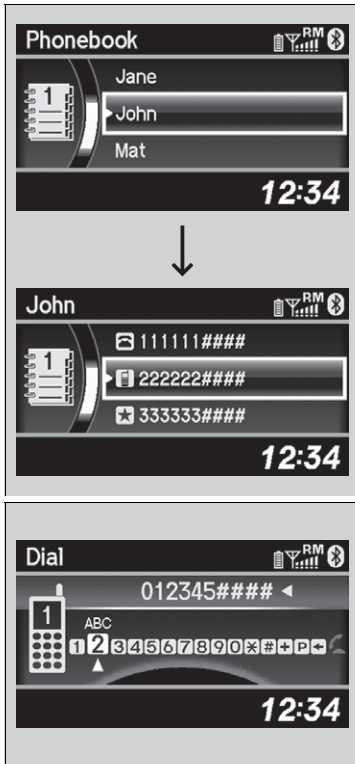 Phonebook RM
1 Jane
John
Mat
12:34
John RM
1 111111####
222222####
333333####
12:34
Dial RM
012345####
1 ABC
1234567890*#+P
12:34